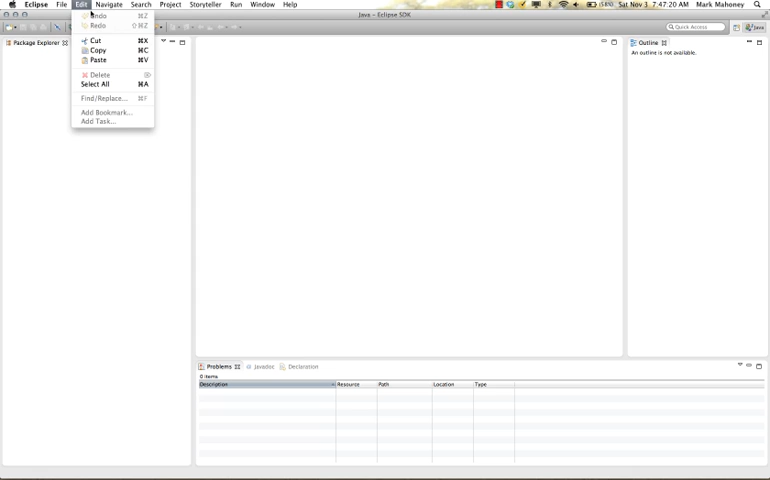 Eclipse File Edit Navigate Search Project Storyteller Run Window Help Sat Nov 3 7:47:20 AM Mark Mahoney
Java - Eclipse SDK
Quick Access Java
Undo ⌘Z
Redo ⇧⌘Z
Cut ⌘X
Copy ⌘C
Paste ⌘V
Delete ⌦
Select All ⌘A
Find/Replace... ⌘F
Add Bookmark...
Add Task...
Package Explorer
Outline
An outline is not available.
Problems Javadoc Declaration
0 items
Description Resource Path Location Type